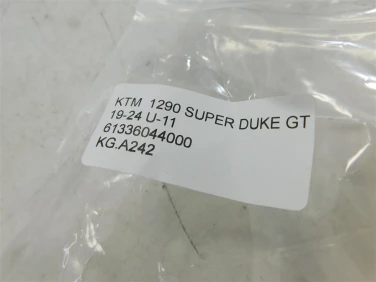 KTM 1290 SUPER DUKE GT
19-24 U-11
61336044000
KG.A242